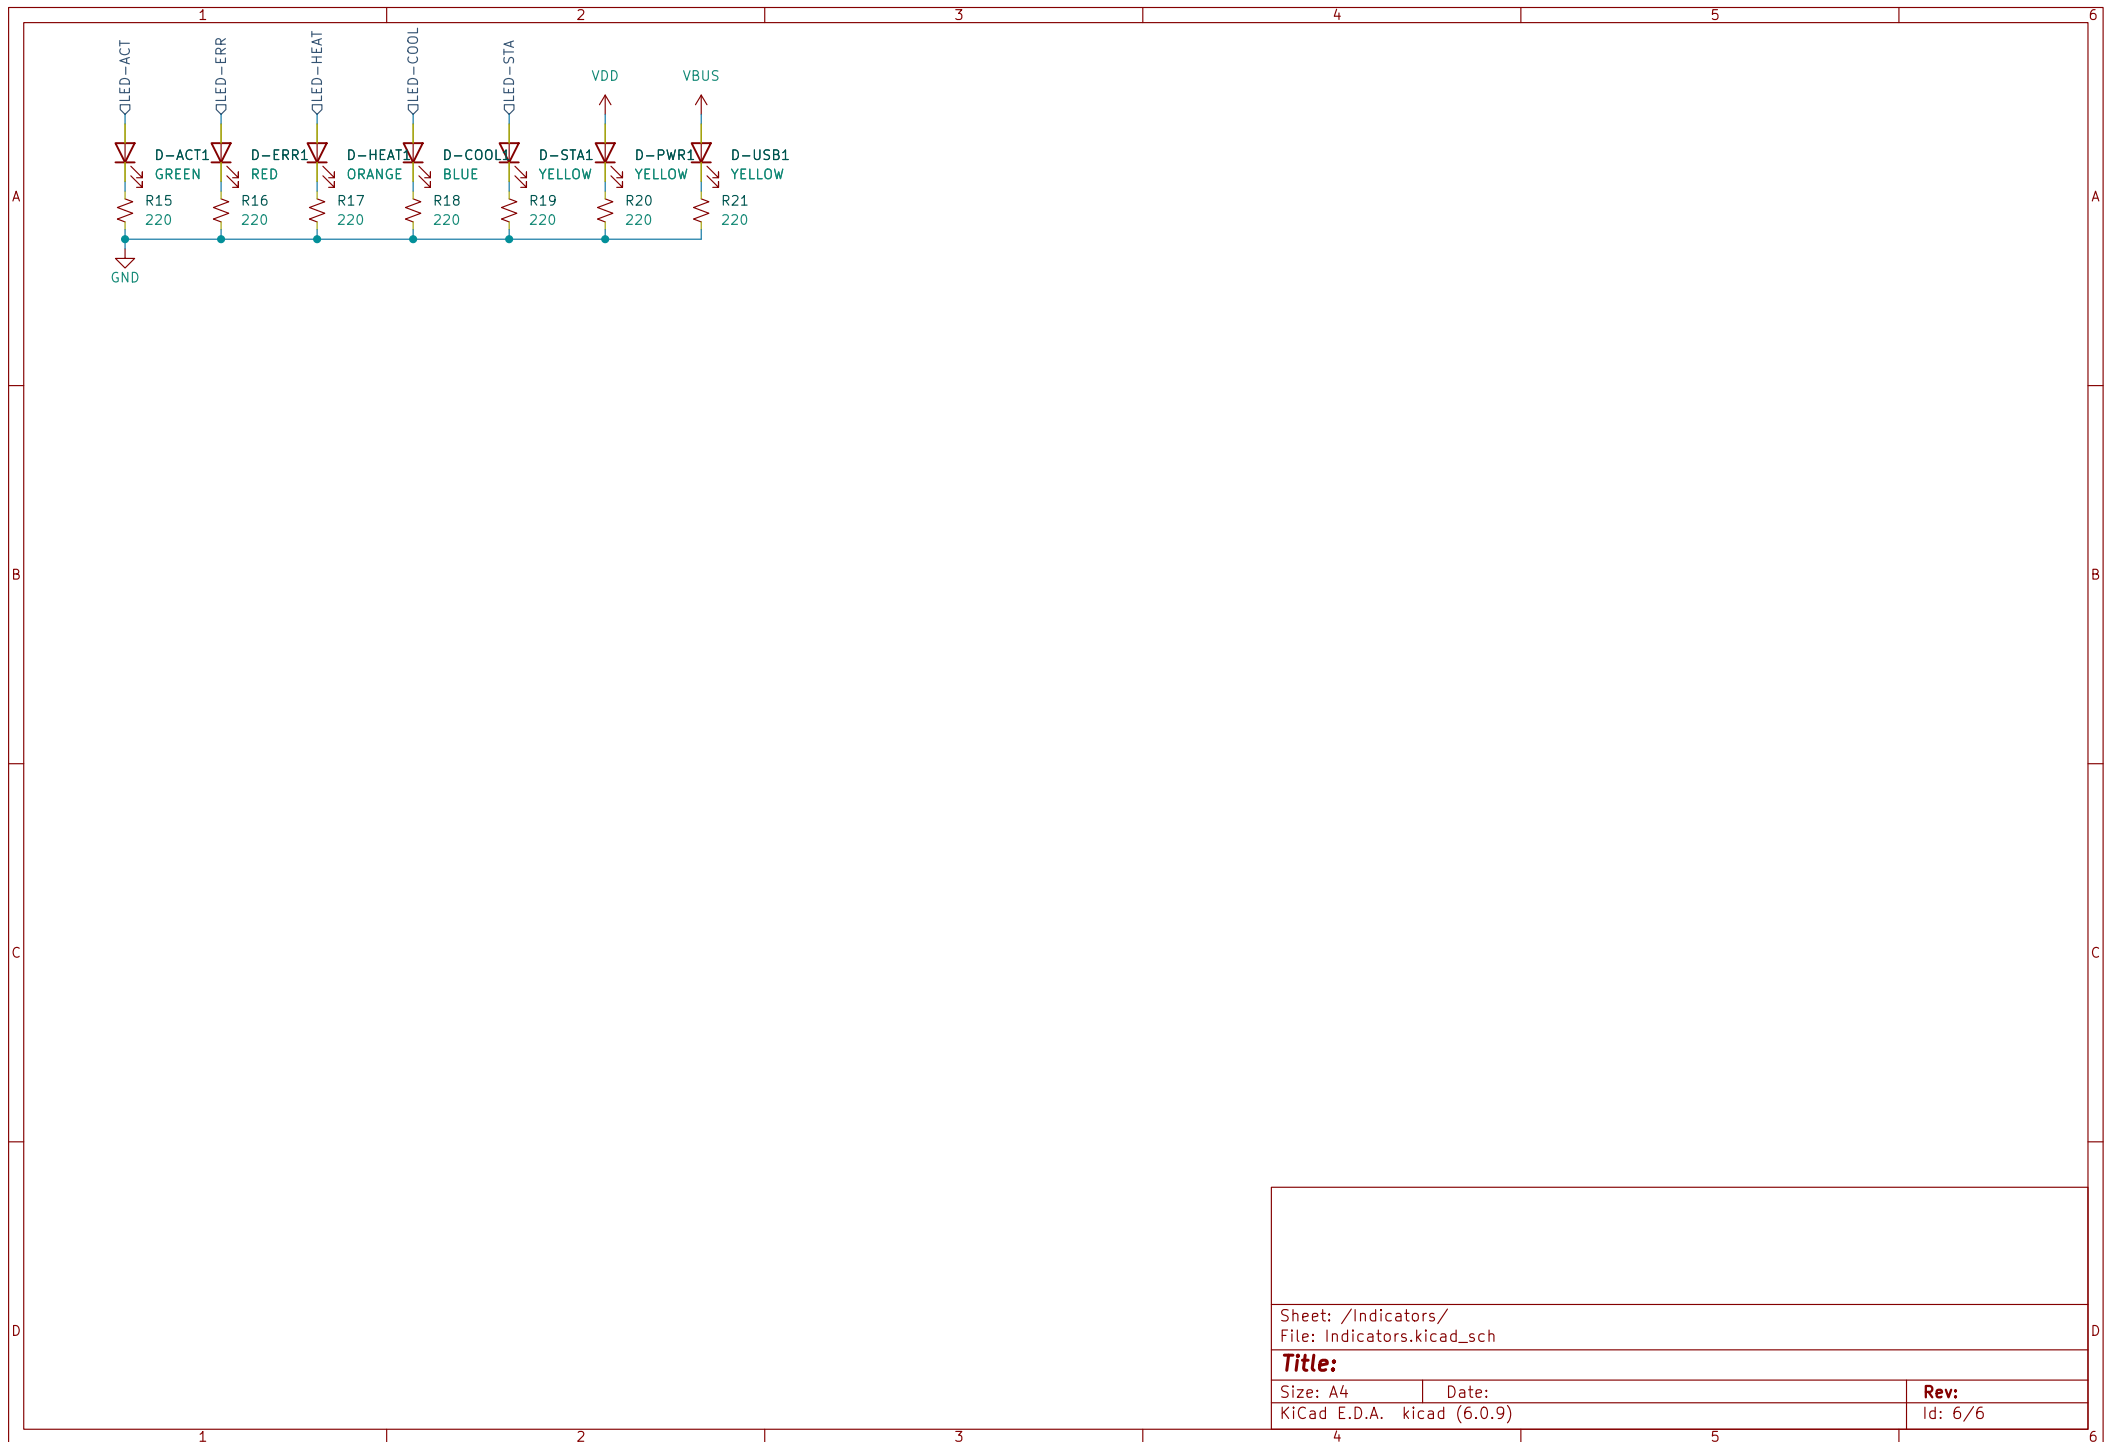 1 2 3 4 5 6
LED-ACT LED-ERR LED-HEAT LED-COOL LED-STA
VDD VBUS
D-ACT1 D-ERR1 D-HEAT1 D-COOL1 D-STA1 D-PWR1 D-USB1
GREEN RED ORANGE BLUE YELLOW YELLOW YELLOW
A A
R15 R16 R17 R18 R19 R20 R21
220 220 220 220 220 220 220
GND
B B
C C
Sheet: /Indicators/
File: Indicators.kicad_sch
D D
Title:
Size: A4 Date: Rev:
KiCad E.D.A. kicad (6.0.9) Id: 6/6
1 2 3 4 5 6